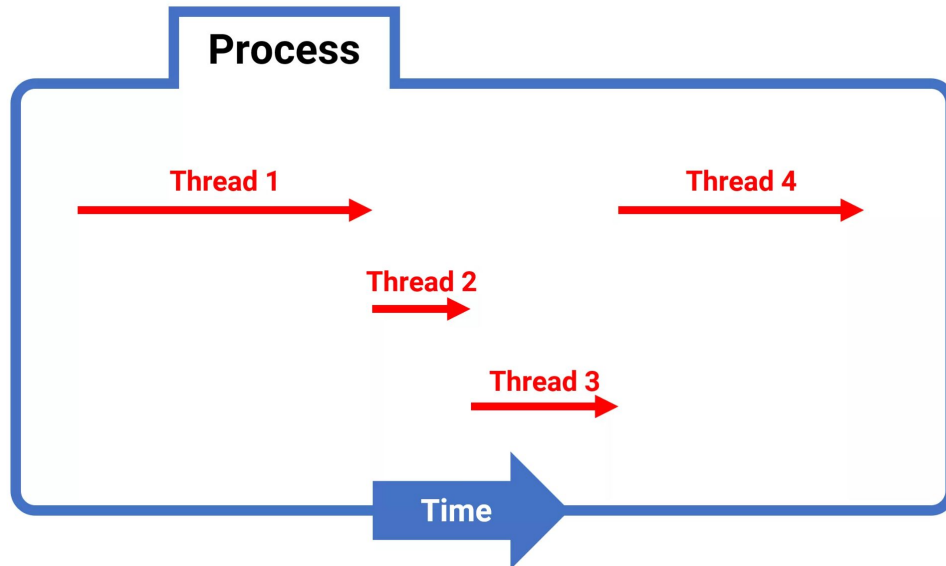 Process
Thread 1
Thread 4
Thread 2
Thread 3
Time